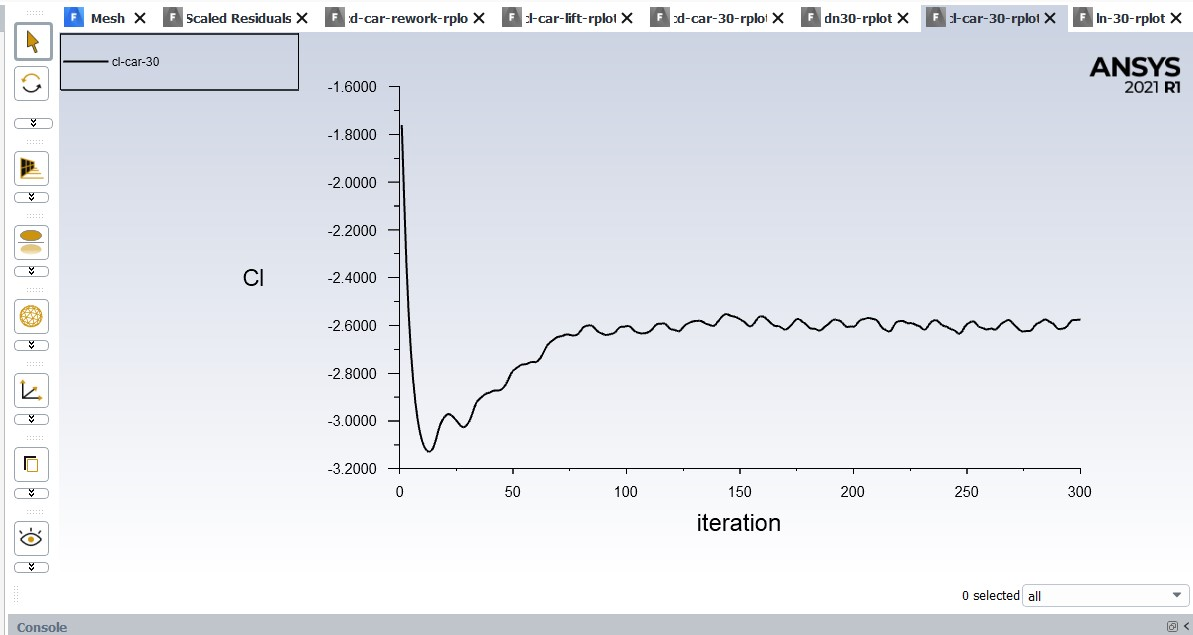 Mesh
Scaled Residuals
:d-car-rework-rplo
:l-car-lift-rplot
:d-car-30-rplot
dn30-rplot
:l-car-30-rplot
ln-30-rplot
cl-car-30
ANSYS
2021 R1
-1.6000
-1.8000
-2.0000
-2.2000
-2.4000
-2.6000
-2.8000
-3.0000
-3.2000
Cl
0 50 100 150 200 250 300
iteration
0 selected all
Console